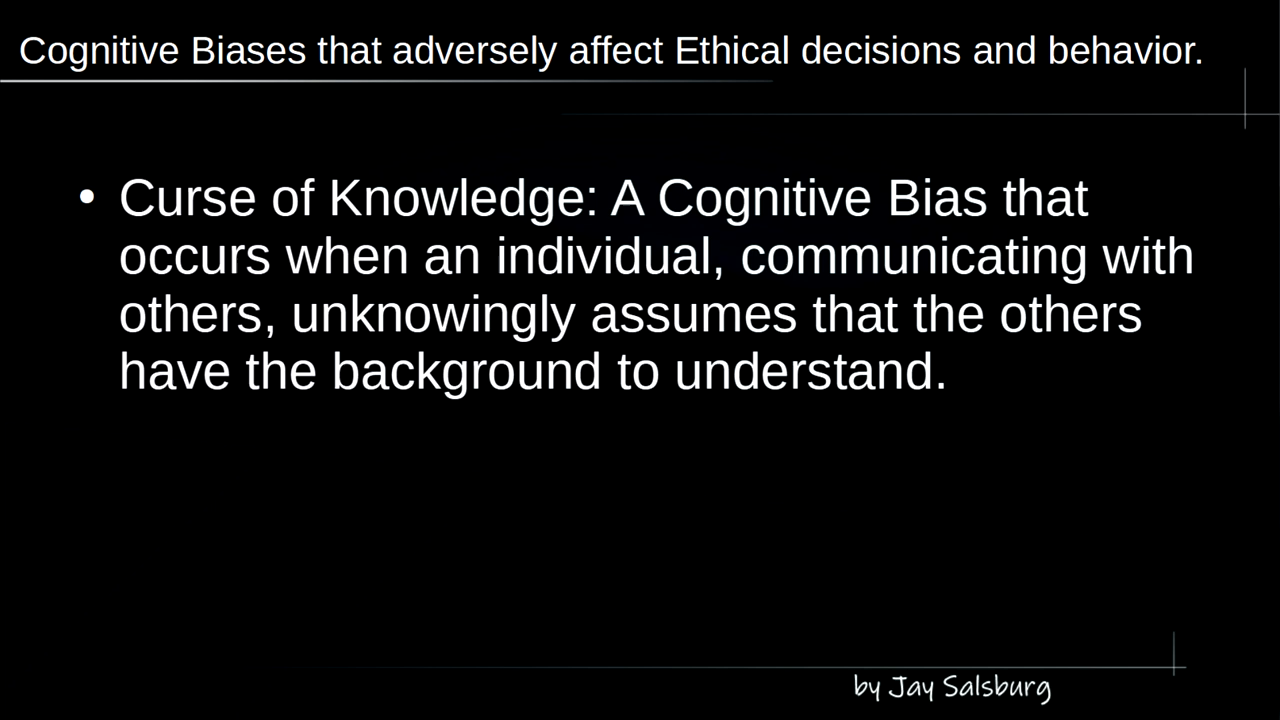 Cognitive Biases that adversely affect Ethical decisions and behavior.
• Curse of Knowledge: A Cognitive Bias that
occurs when an individual, communicating with
others, unknowingly assumes that the others
have the background to understand.
by Jay Salsburg